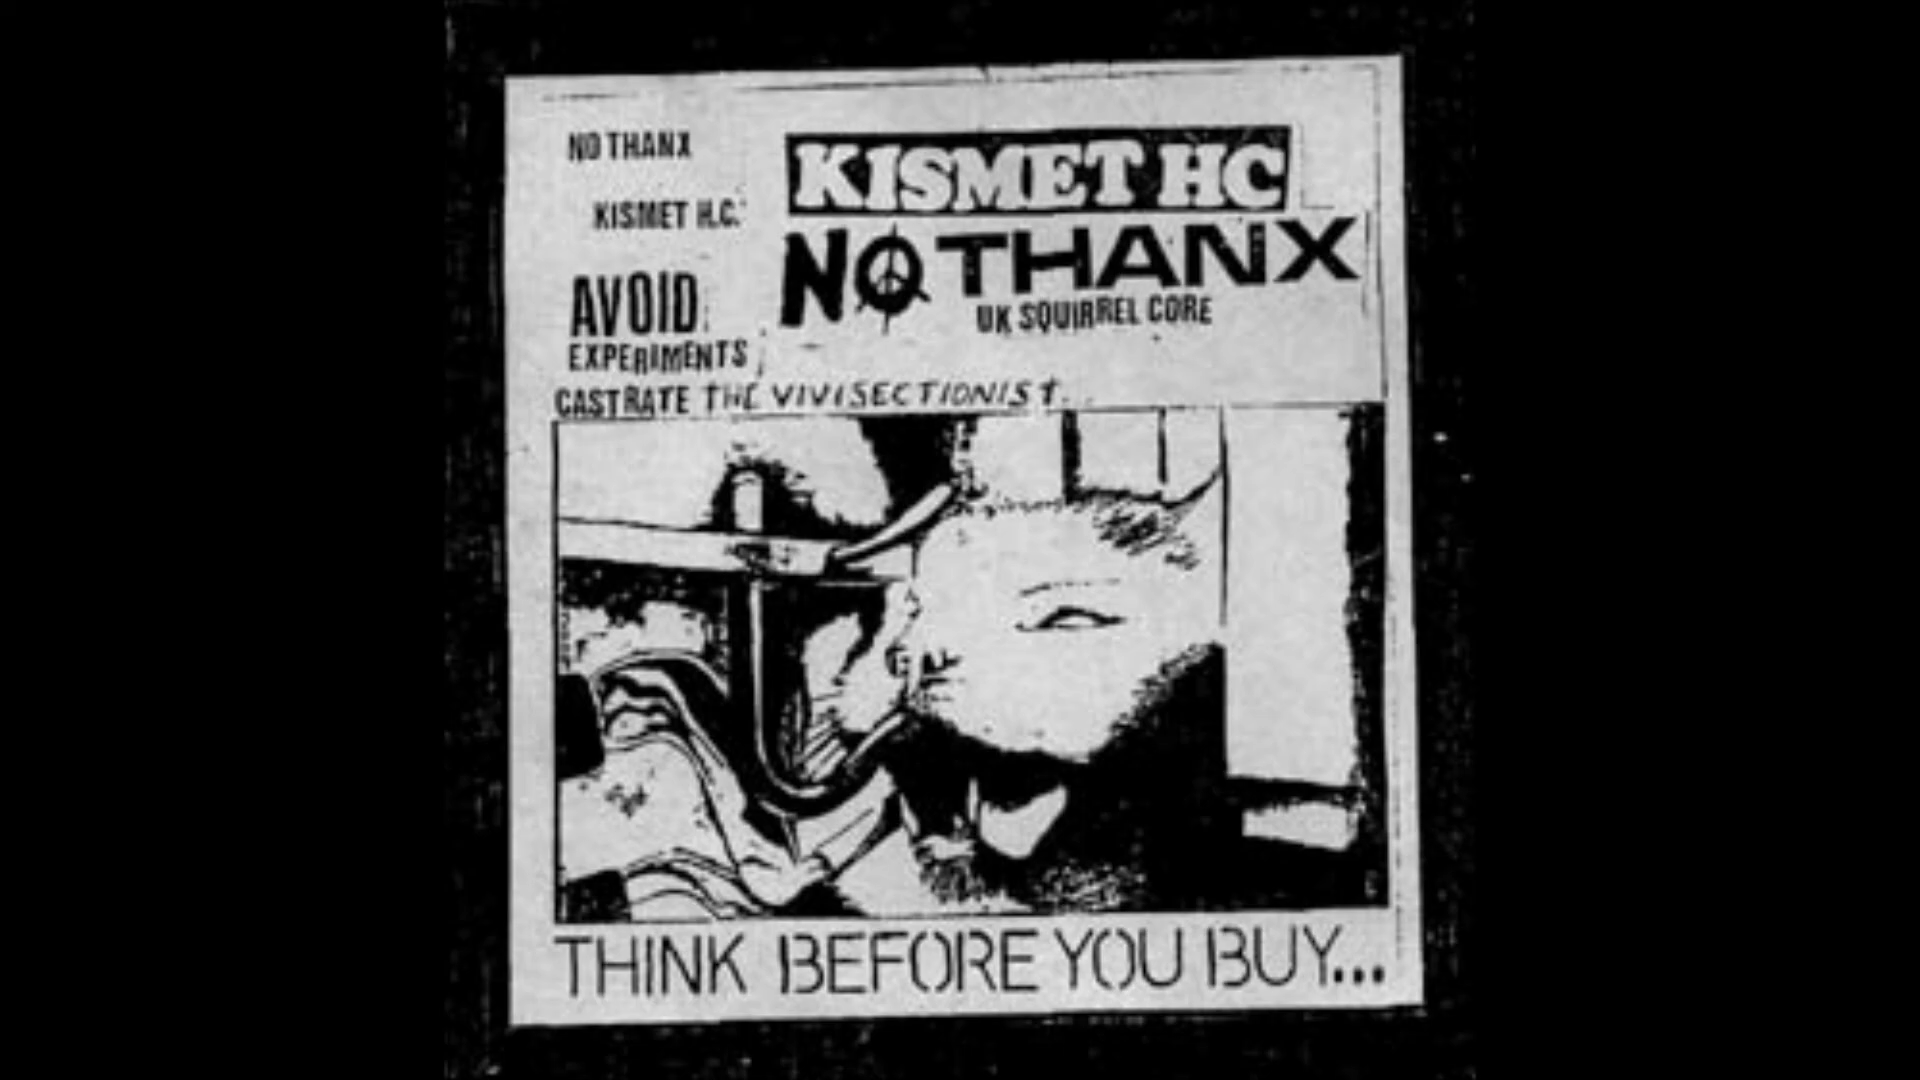 NO THANX
KISMET H.C.
AVOID
EXPERIMENTS
KISMET HC
NO THANX
UK SQUIRREL CORE
CASTRATE THE VIVISECTIONIST..
THINK BEFORE YOU BUY...